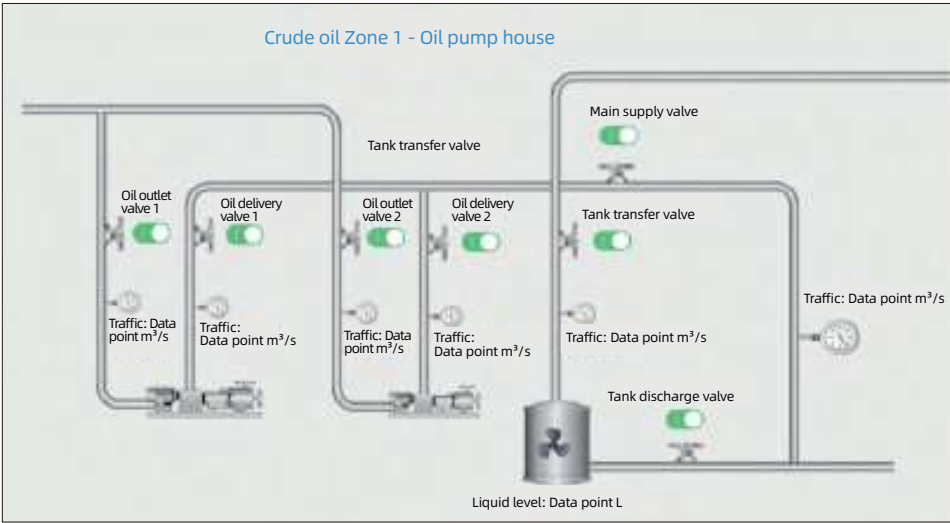 Crude oil Zone 1 - Oil pump house
Main supply valve
Tank transfer valve
Oil outlet
valve 1
Oil delivery
valve 1
Oil outlet
valve 2
Oil delivery
valve 2
Tank transfer valve
Traffic: Data point m³/s
Traffic: Data
point m³/s
Traffic:
Data point m³/s
Traffic: Data
point m³/s
Traffic:
Data point m³/s
Traffic: Data point m³/s
Tank discharge valve
Liquid level: Data point L